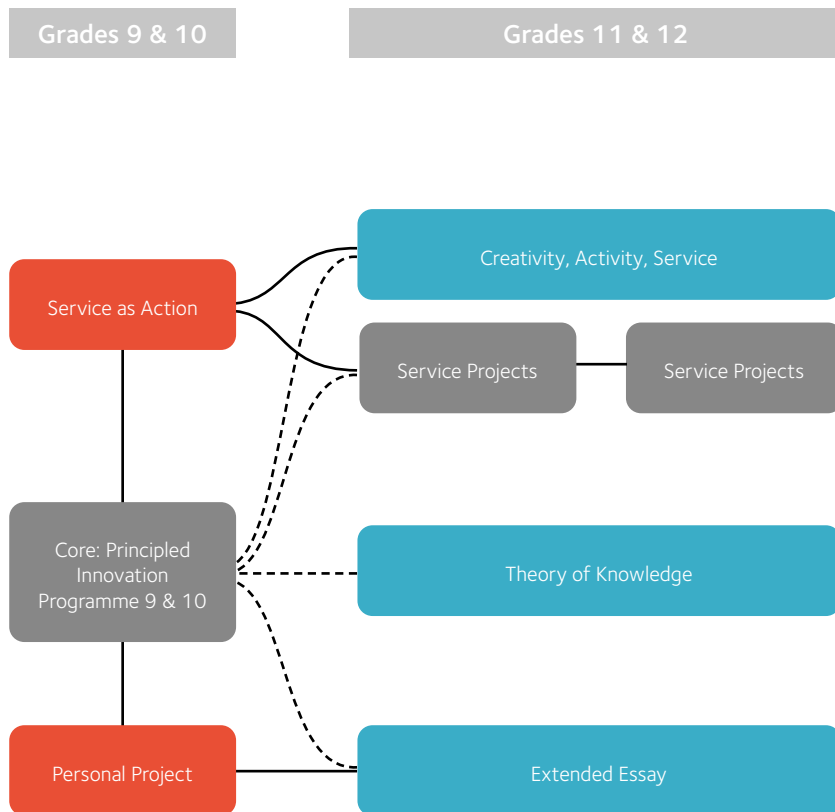 Grades 9 & 10
Grades 11 & 12
Creativity, Activity, Service
Service as Action
Service Projects
Service Projects
Core: Principled
Innovation
Programme 9 & 10
Theory of Knowledge
Personal Project
Extended Essay